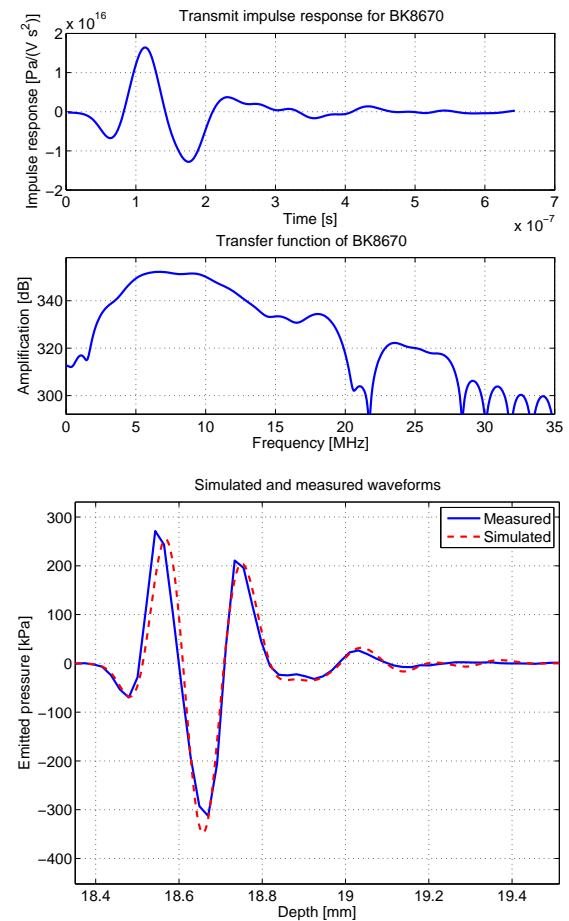 Transmit impulse response for BK8670
x 10^16
Impulse response [Pa/(V s²)]
2
1
0
−1
−2
0 1 2 3 4 5 6 7
Time [s]
x 10^−7
Transfer function of BK8670
Amplification [dB]
340
320
300
0 5 10 15 20 25 30 35
Frequency [MHz]
Simulated and measured waveforms
Measured
Simulated
Emitted pressure [kPa]
300
200
100
0
−100
−200
−300
−400
18.4 18.6 18.8 19 19.2 19.4
Depth [mm]